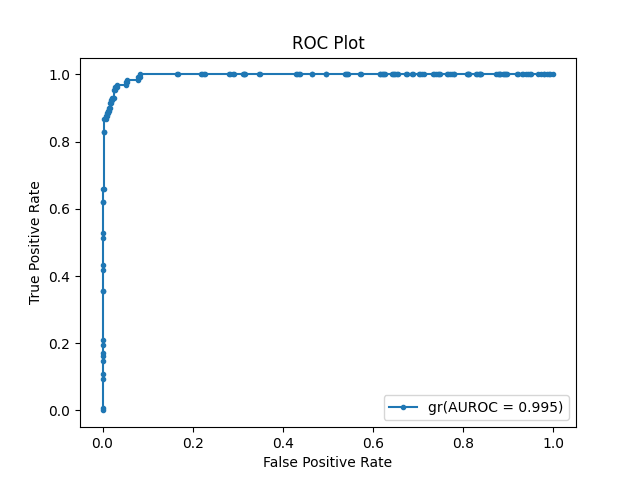 ROC Plot
True Positive Rate
1.0
0.8
0.6
0.4
0.2
0.0
0.0 0.2 0.4 0.6 0.8 1.0
False Positive Rate
gr(AUROC = 0.995)